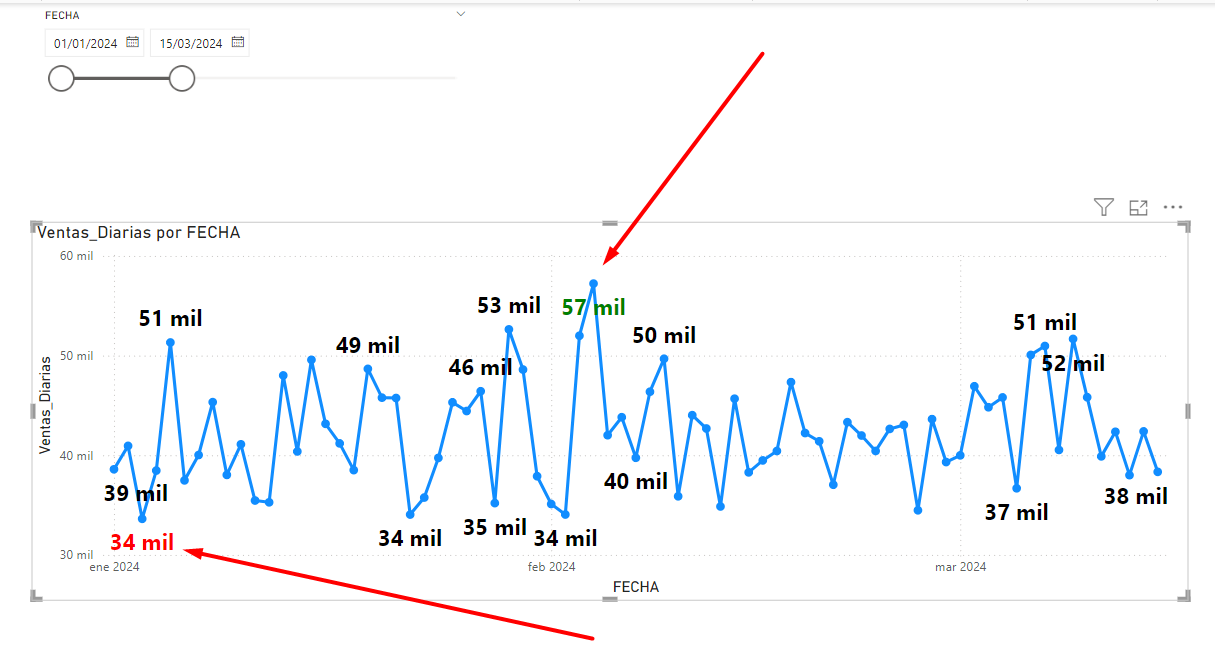 FECHA
01/01/2024
15/03/2024
Ventas_Diarias por FECHA
60 mil
50 mil
40 mil
30 mil
Ventas_Diarias
51 mil
49 mil
46 mil
53 mil
57 mil
50 mil
51 mil
52 mil
39 mil
34 mil
34 mil
35 mil
34 mil
40 mil
37 mil
38 mil
ene 2024
feb 2024
mar 2024
FECHA